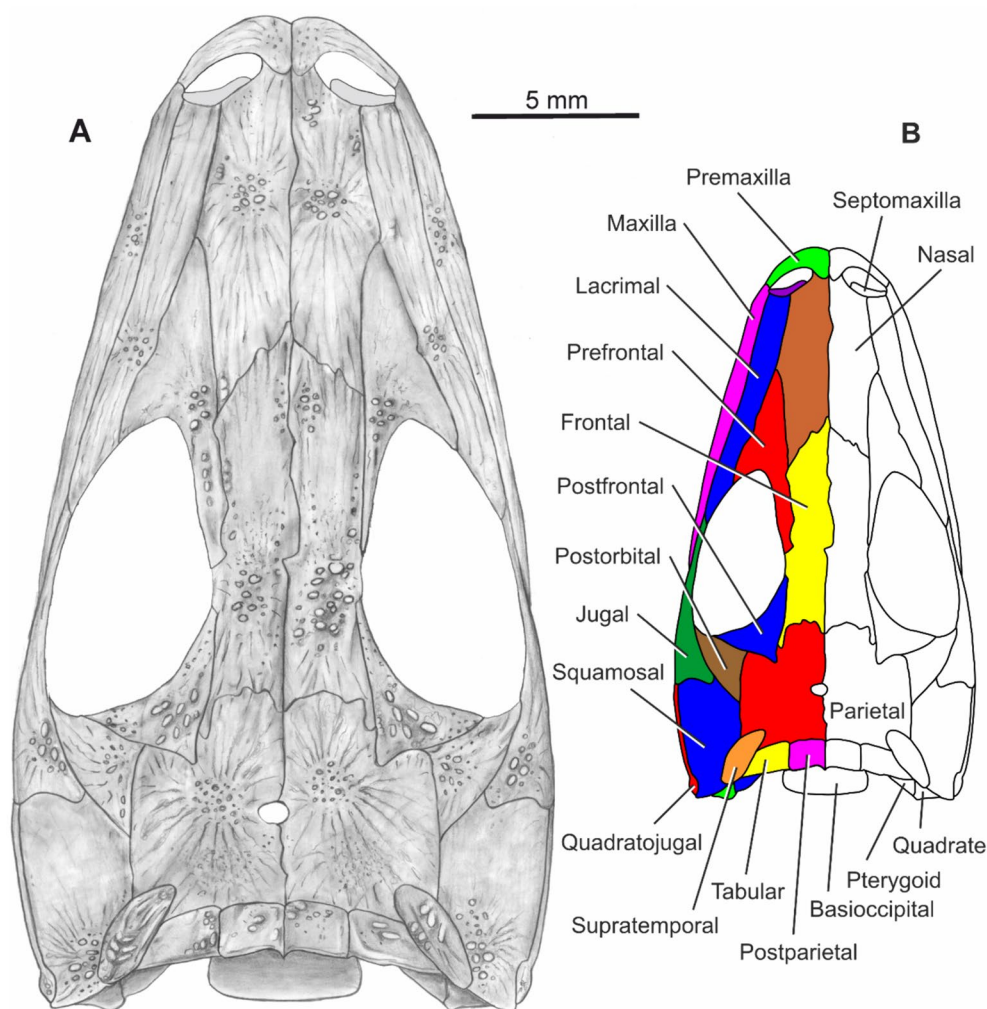 A
5 mm
B
Premaxilla
Septomaxilla
Maxilla
Nasal
Lacrimal
Prefrontal
Frontal
Postfrontal
Postorbital
Jugal
Squamosal
Parietal
Quadratojugal
Quadrate
Tabular
Pterygoid
Supratemporal
Basioccipital
Postparietal